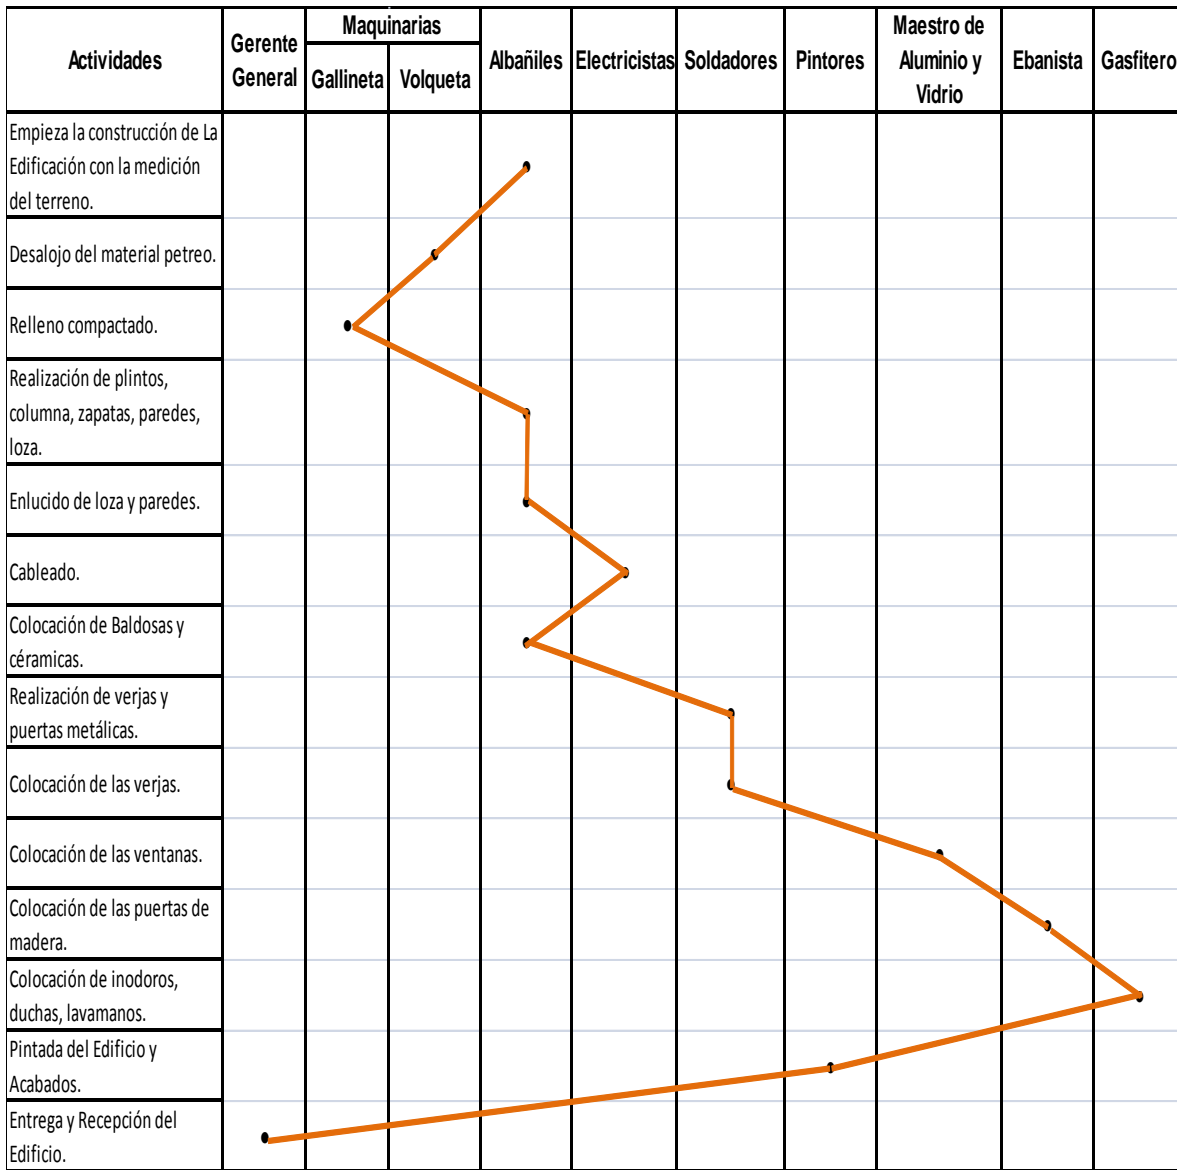 Actividades
Gerente
General
Maquinarias
Gallineta
Volqueta
Albañiles
Electricistas
Soldadores
Pintores
Maestro de
Aluminio y
Vidrio
Ebanista
Gasfitero
Empieza la construcción de La
Edificación con la medición
del terreno.
Desalojo del material petreo.
Relleno compactado.
Realización de plintos,
columna, zapatas, paredes,
loza.
Enlucido de loza y paredes.
Cableado.
Colocación de Baldosas y
céramicas.
Realización de verjas y
puertas metálicas.
Colocación de las verjas.
Colocación de las ventanas.
Colocación de las puertas de
madera.
Colocación de inodoros,
duchas, lavamanos.
Pintada del Edificio y
Acabados.
Entrega y Recepción del
Edificio.